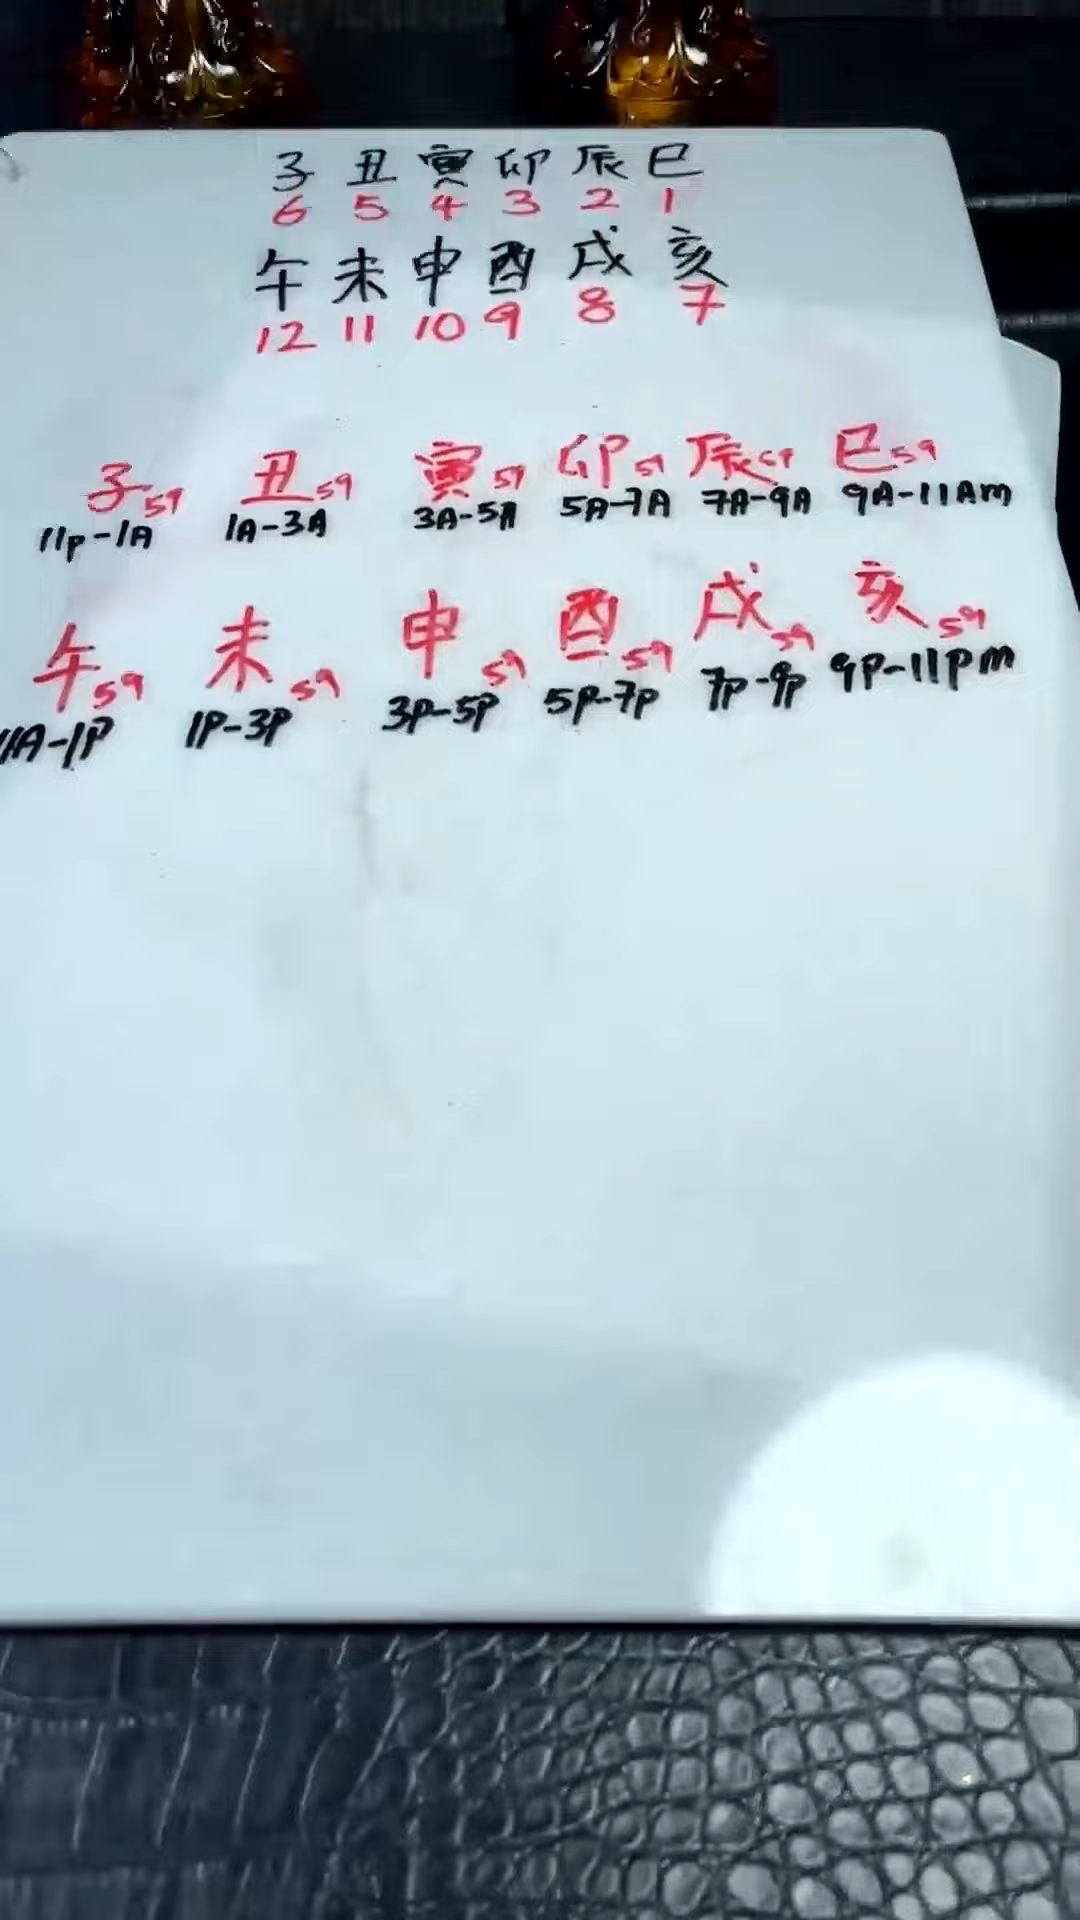 子 丑 寅 卯 辰 巳
6 5 4 3 2 1
午 未 申 酉 戌 亥
12 11 10 9 8 7
子59 丑59 寅59 卯59 辰59 巳59
11P-1A 1A-3A 3A-5A 5A-7A 7A-9A 9A-11Am
午59 未59 申59 酉59 戌59 亥59
11A-1P 1P-3P 3P-5P 5P-7P 7P-9P 9P-11Pm